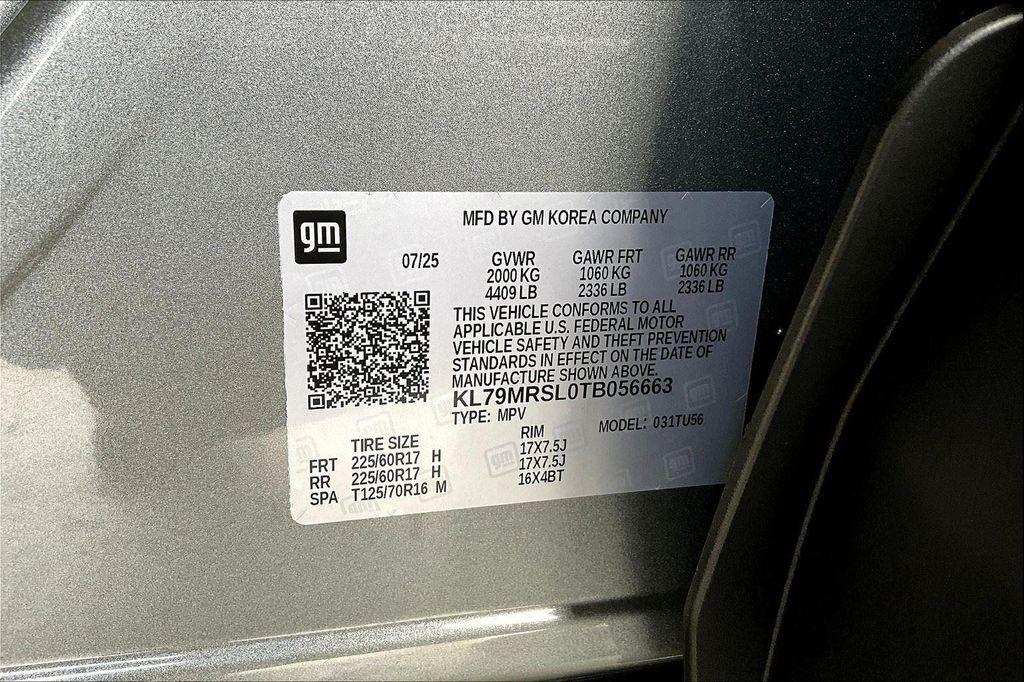 gm
MFD BY GM KOREA COMPANY
07/25
GVWR GAWR FRT GAWR RR
2000 KG 1060 KG 1060 KG
4409 LB 2336 LB 2336 LB
THIS VEHICLE CONFORMS TO ALL
APPLICABLE U.S. FEDERAL MOTOR
VEHICLE SAFETY AND THEFT PREVENTION
STANDARDS IN EFFECT ON THE DATE OF
MANUFACTURE SHOWN ABOVE.
KL79MRSL0TB056663
TYPE: MPV MODEL: 031TU56
TIRE SIZE RIM
FRT 225/60R17 H 17X7.5J
RR 225/60R17 H 17X7.5J
SPA T125/70R16 M 16X4BT